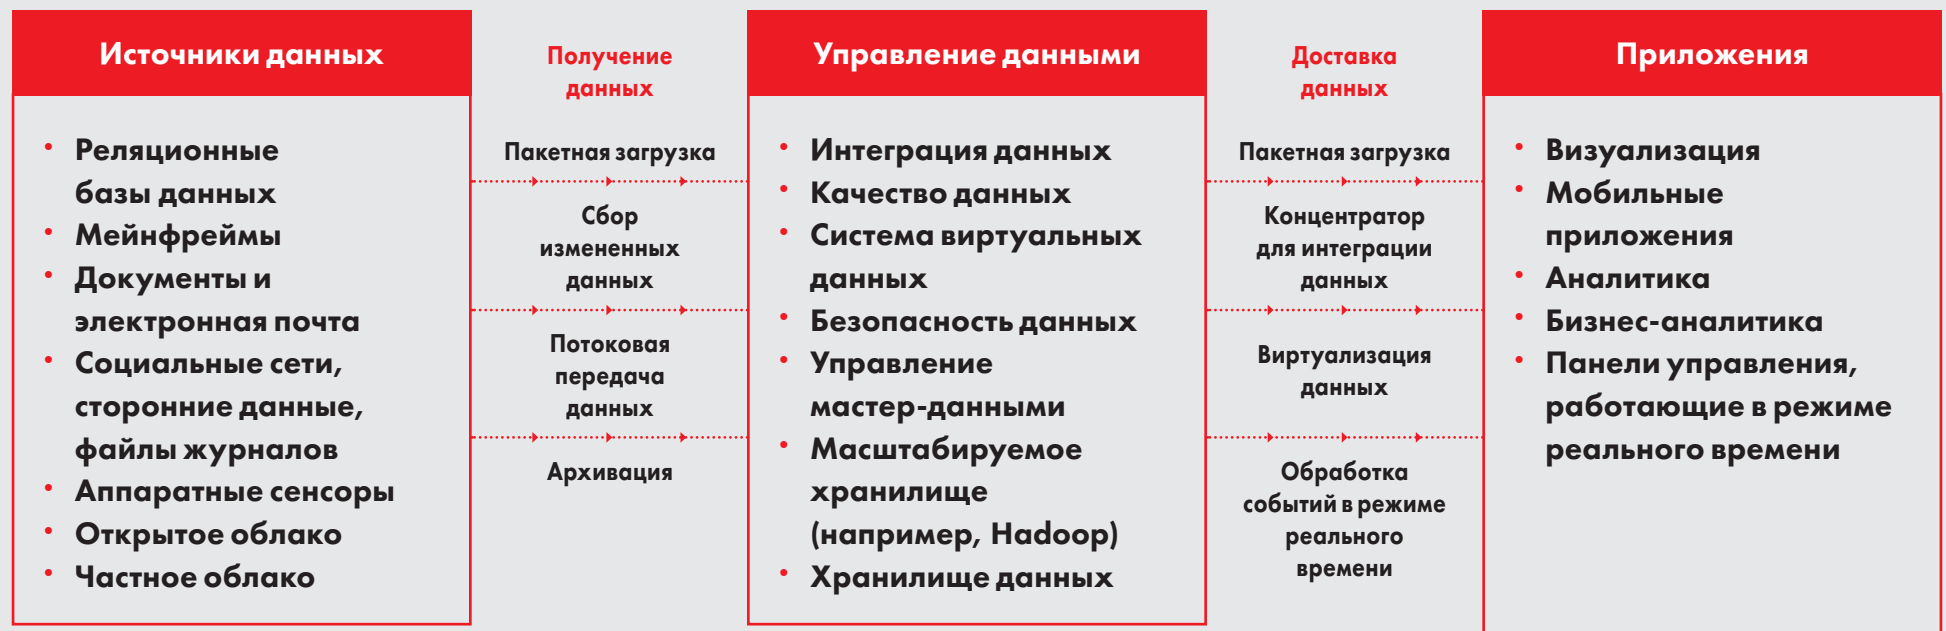 Источники данных
Реляционные
базы данных
Мейнфреймы
Документы и
электронная почта
Социальные сети,
сторонние данные,
файлы журналов
Аппаратные сенсоры
Открытое облако
Частное облако
Получение
данных
Пакетная загрузка
Сбор
измененных
данных
Потоковая
передача
данных
Архивация
Управление данными
Интеграция данных
Качество данных
Система виртуальных
данных
Безопасность данных
Управление
мастер-данными
Масштабируемое
хранилище
(например, Hadoop)
Хранилище данных
Доставка
данных
Пакетная загрузка
Концентратор
для интеграции
данных
Виртуализация
данных
Обработка
событий в режиме
реального
времени
Приложения
Визуализация
Мобильные
приложения
Аналитика
Бизнес-аналитика
Панели управления,
работающие в режиме
реального времени